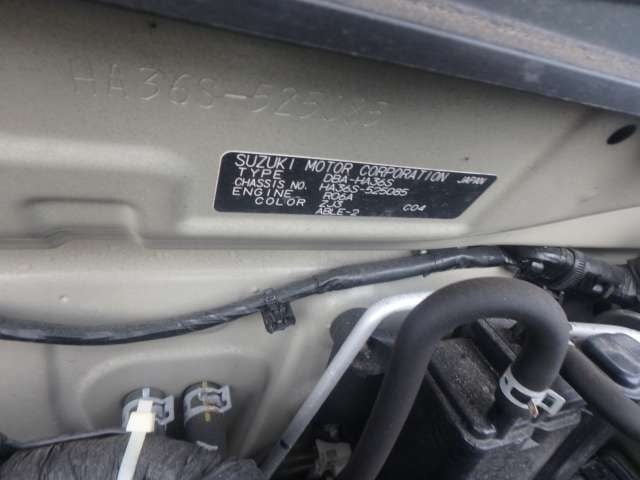 HA36S-525085
SUZUKI MOTOR CORPORATION
TYPE DBA-HA36S JAPAN
CHASSIS NO. HA36S-525085
ENGINE R06A
COLOR ZJ3 C04
ABLE-2